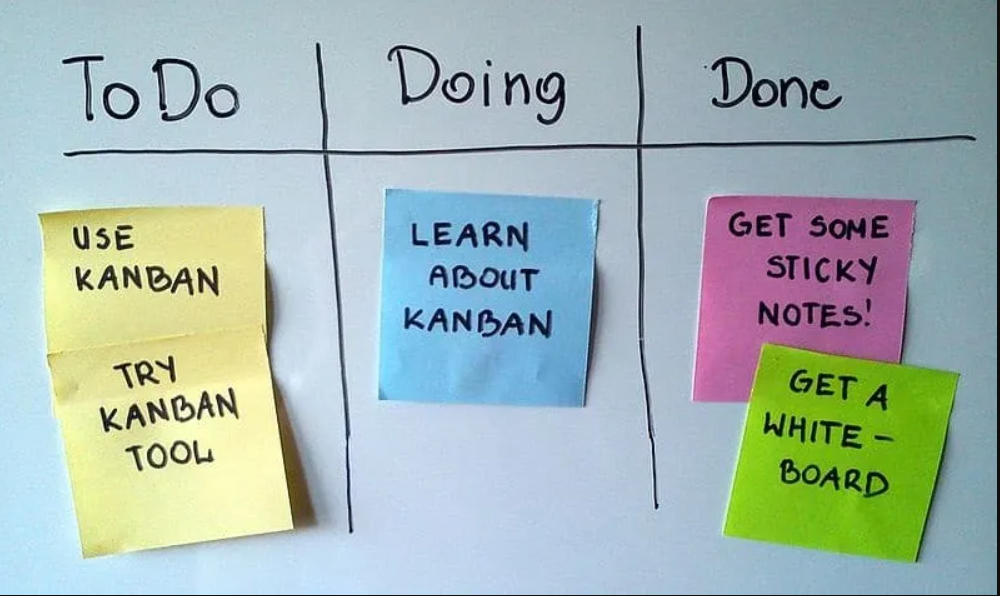 To Do
Doing
Done
USE
KANBAN
TRY
KANBAN
TOOL
LEARN
ABOUT
KANBAN
GET SOME
STICKY
NOTES!
GET A
WHITE-
BOARD